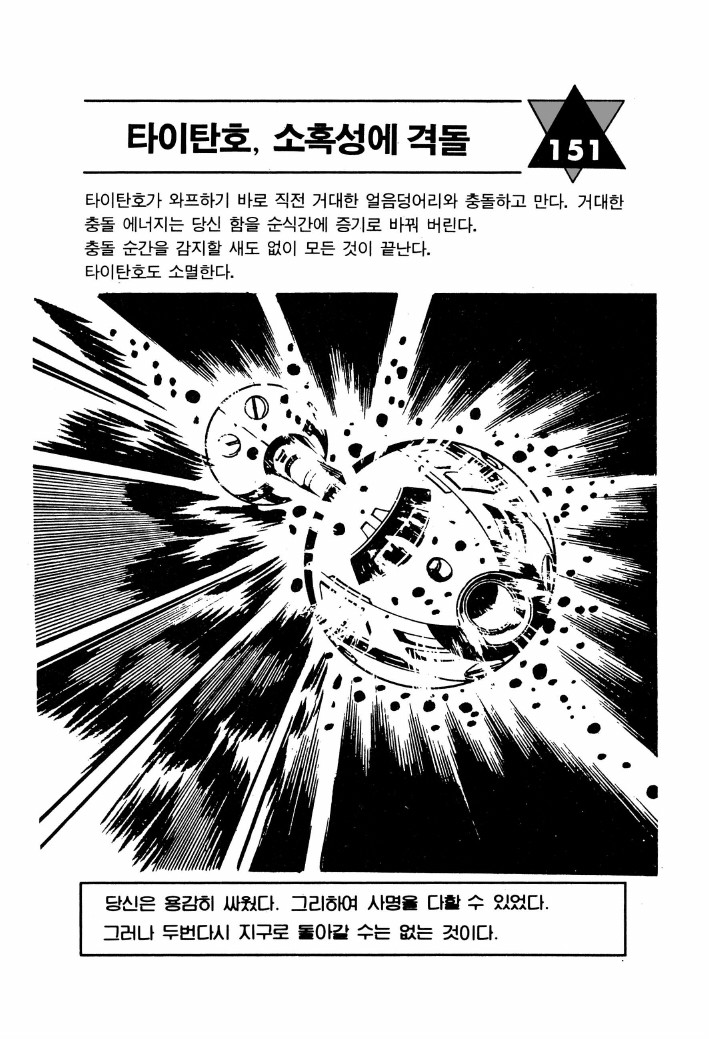 타이탄호, 소혹성에 격돌
151
타이탄호가 와프하기 바로 직전 거대한 얼음덩어리와 충돌하고 만다. 거대한
충돌 에너지는 당신 함을 순식간에 증기로 바꿔 버린다.
충돌 순간을 감지할 새도 없이 모든 것이 끝난다.
타이탄호도 소멸한다.
당신은 용감히 싸웠다. 그리하여 사명을 다할 수 있었다.
그러나 두번다시 지구로 돌아갈 수는 없는 것이다.